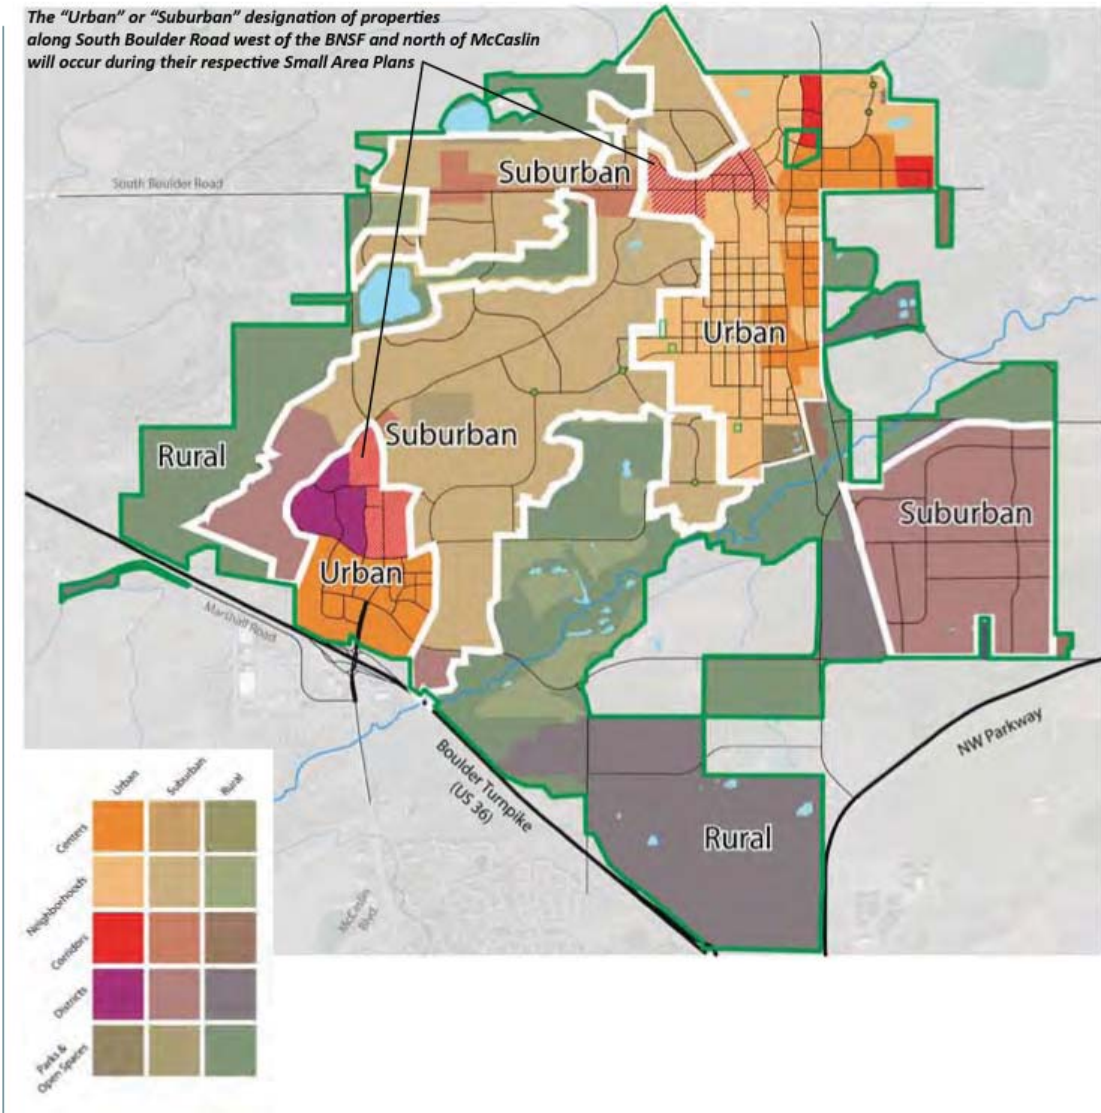 The “Urban” or “Suburban” designation of properties
along South Boulder Road west of the BNSF and north of McCaslin
will occur during their respective Small Area Plans
South Boulder Road
Suburban
Urban
Suburban
Rural
Suburban
Urban
Marshall Road
Boulder Turnpike
(US 36)
NW Parkway
Rural
McCaslin
Blvd.
Urban
Suburban
Rural
Centers
Neighborhoods
Corridors
Districts
Parks &
Open Spaces